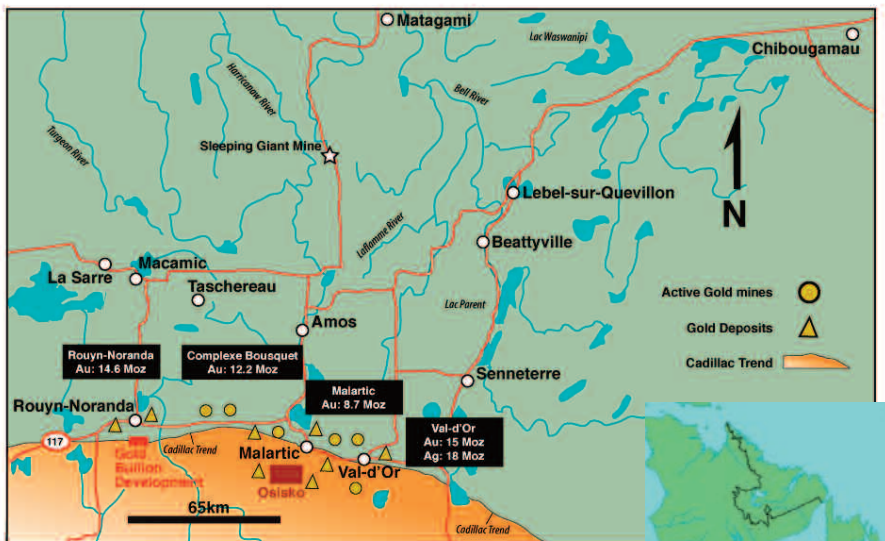 Matagami
Lac Waswanipi
Chibougamau
Harricanaw River
Bell River
Turgeon River
Sleeping Giant Mine
N
Lebel-sur-Quevillon
Laflamme River
Beattyville
La Sarre
Macamic
Taschereau
Lac Parent
Active Gold mines
Amos
Gold Deposits
Rouyn-Noranda
Au: 14.6 Moz
Complexe Bousquet
Au: 12.2 Moz
Cadillac Trend
Senneterre
Malartic
Au: 8.7 Moz
Rouyn-Noranda
Val-d'Or
Au: 15 Moz
Ag: 18 Moz
117
Cadillac Trend
Malartic
Val-d'Or
Gold
Bullion
Development
Osisko
65km
Cadillac Trend